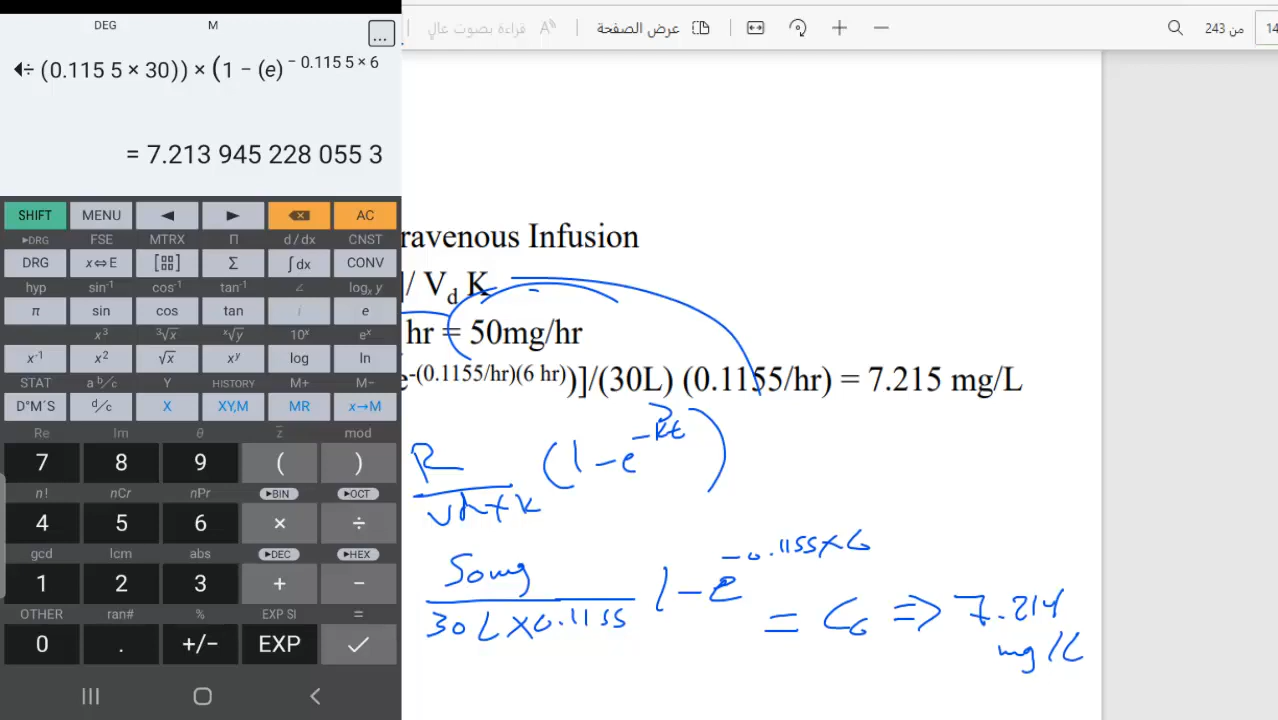 DEG M
...
÷ (0.115 5 × 30)) × (1 − (e)^− 0.115 5 × 6
= 7.213 945 228 055 3
SHIFT MENU ◀ ▶ AC
▸DRG FSE MTRX Π d / dx CNST
DRG x⇔E Σ ∫dx CONV
hyp sin⁻¹ cos⁻¹ tan⁻¹ ∠ logₓ y
π sin cos tan i e
x³ ³√x ˣ√y 10ˣ eˣ
x⁻¹ x² √x xʸ log ln
STAT a b/c Y HISTORY M+ M−
D°M´S d/c X XY,M MR x→M
Re Im θ z̅ mod
7 8 9 ( )
n! nCr nPr ▸BIN ▸OCT
4 5 6 × ÷
gcd lcm abs ▸DEC ▸HEX
1 2 3 + −
OTHER ran# % EXP SI =
0 . +/− EXP ✓
قراءة بصوت عالٍ عرض الصفحة + − من 243 14
ravenous Infusion
]/ Vd K
hr = 50mg/hr
e-(0.1155/hr)(6 hr))]/(30L) (0.1155/hr) = 7.215 mg/L
R (1 − e^−kt)
Vd × K
50mg 1 − e^−0.1155×6
30 L × 0.1155 = C6 ⇒ 7.214
mg/L